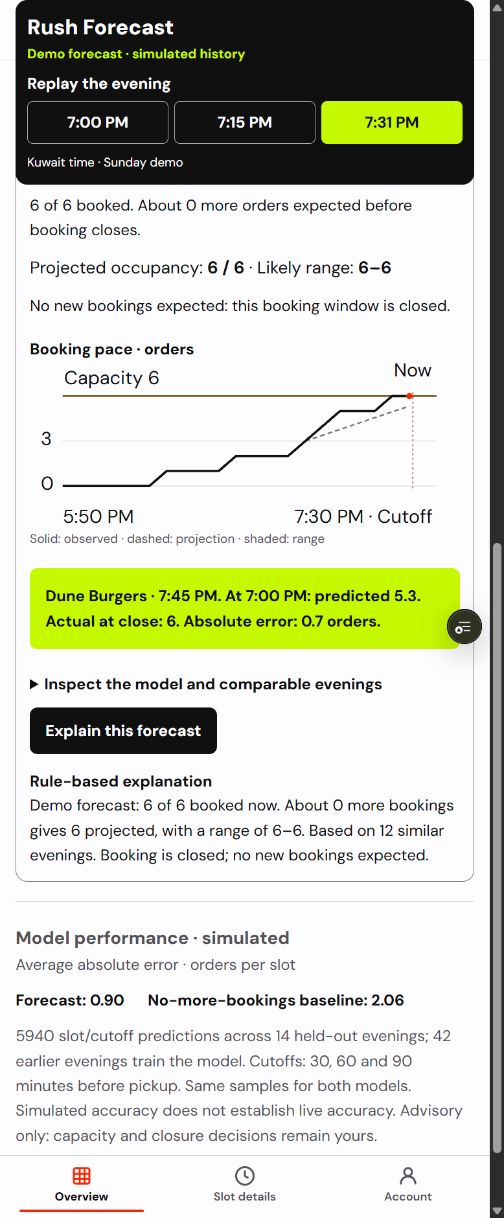 Rush Forecast
Demo forecast · simulated history
Replay the evening
7:00 PM
7:15 PM
7:31 PM
Kuwait time · Sunday demo
6 of 6 booked. About 0 more orders expected before
booking closes.
Projected occupancy: 6 / 6 · Likely range: 6–6
No new bookings expected: this booking window is closed.
Booking pace · orders
Capacity 6
Now
3
0
5:50 PM
7:30 PM · Cutoff
Solid: observed · dashed: projection · shaded: range
Dune Burgers · 7:45 PM. At 7:00 PM: predicted 5.3.
Actual at close: 6. Absolute error: 0.7 orders.
Inspect the model and comparable evenings
Explain this forecast
Rule-based explanation
Demo forecast: 6 of 6 booked now. About 0 more bookings
gives 6 projected, with a range of 6–6. Based on 12 similar
evenings. Booking is closed; no new bookings expected.
Model performance · simulated
Average absolute error · orders per slot
Forecast: 0.90 No-more-bookings baseline: 2.06
5940 slot/cutoff predictions across 14 held-out evenings; 42
earlier evenings train the model. Cutoffs: 30, 60 and 90
minutes before pickup. Same samples for both models.
Simulated accuracy does not establish live accuracy. Advisory
only: capacity and closure decisions remain yours.
Overview
Slot details
Account